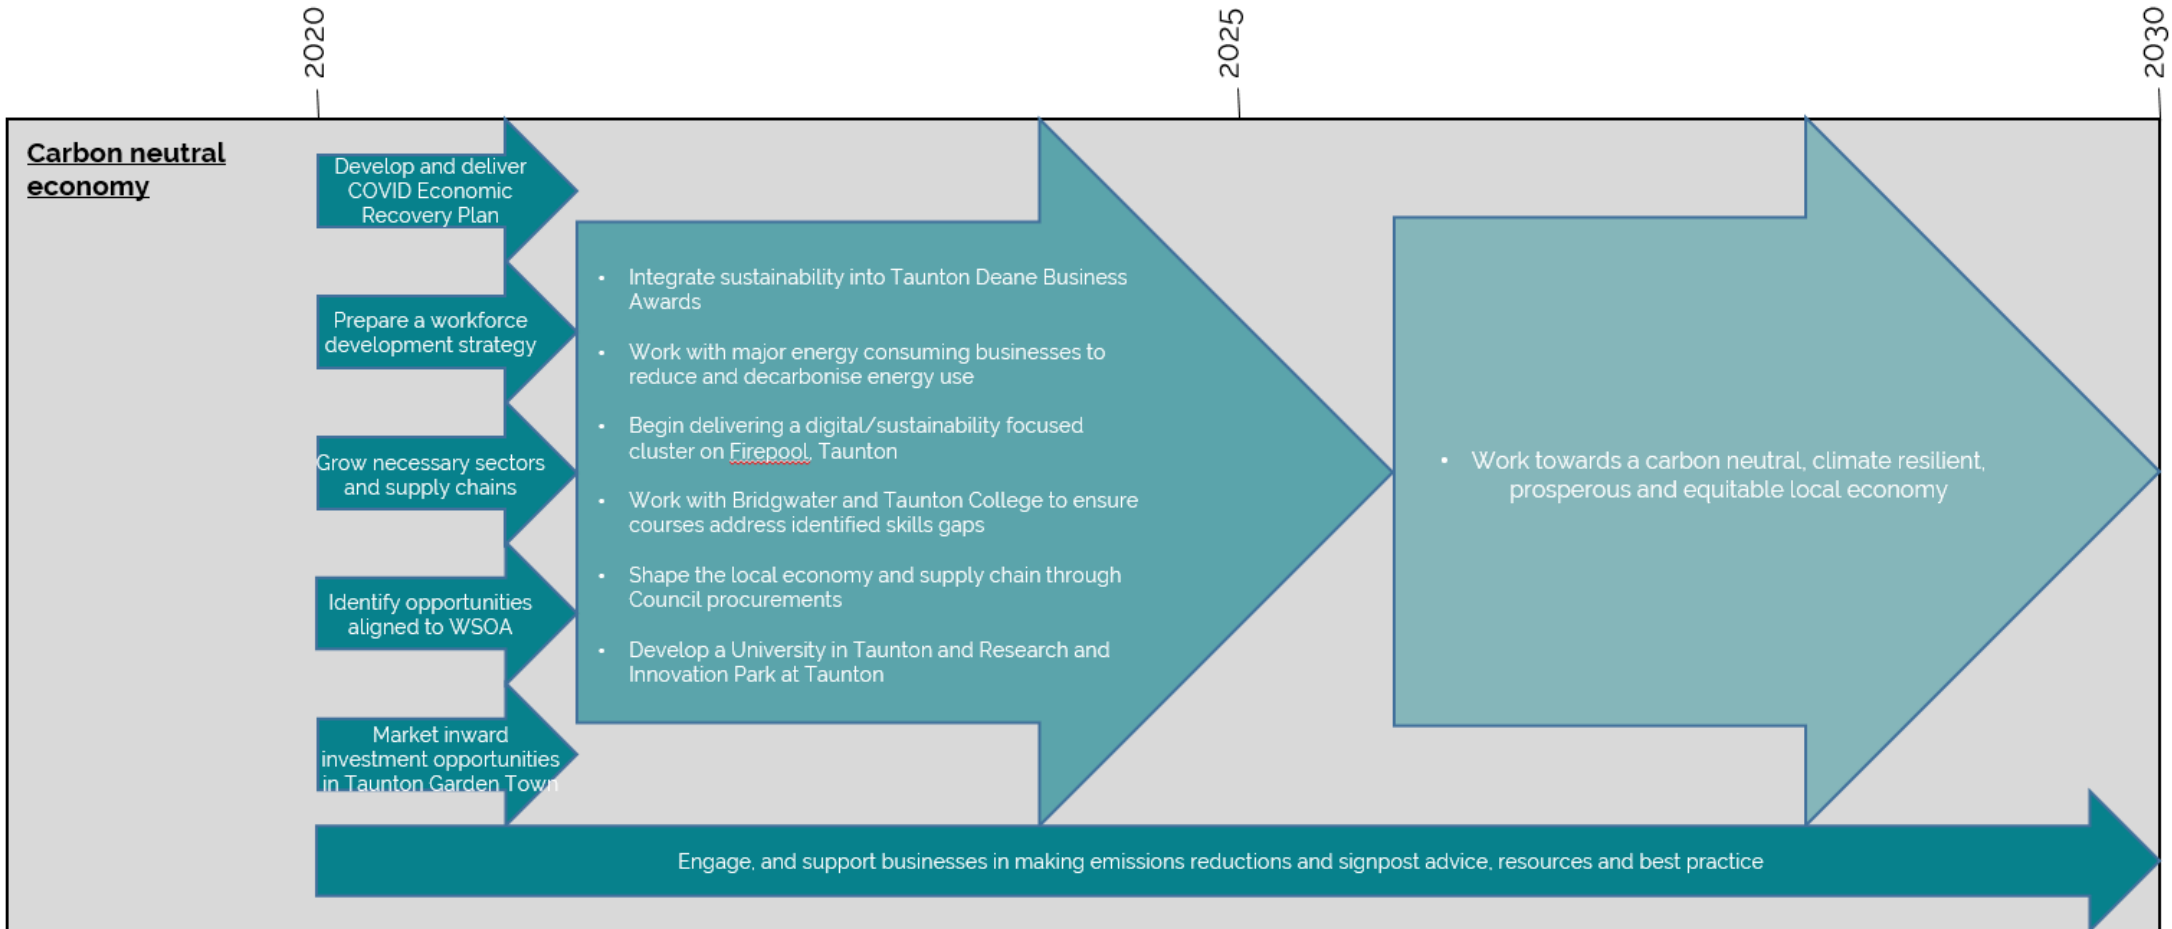 2020
2025
2030
Carbon neutral
economy
Develop and deliver
COVID Economic
Recovery Plan
Prepare a workforce
development strategy
Grow necessary sectors
and supply chains
Identify opportunities
aligned to WSOA
Market inward
investment opportunities
in Taunton Garden Town
• Integrate sustainability into Taunton Deane Business
Awards
• Work with major energy consuming businesses to
reduce and decarbonise energy use
• Begin delivering a digital/sustainability focused
cluster on Firepool, Taunton
• Work with Bridgwater and Taunton College to ensure
courses address identified skills gaps
• Shape the local economy and supply chain through
Council procurements
• Develop a University in Taunton and Research and
Innovation Park at Taunton
• Work towards a carbon neutral, climate resilient,
prosperous and equitable local economy
Engage, and support businesses in making emissions reductions and signpost advice, resources and best practice